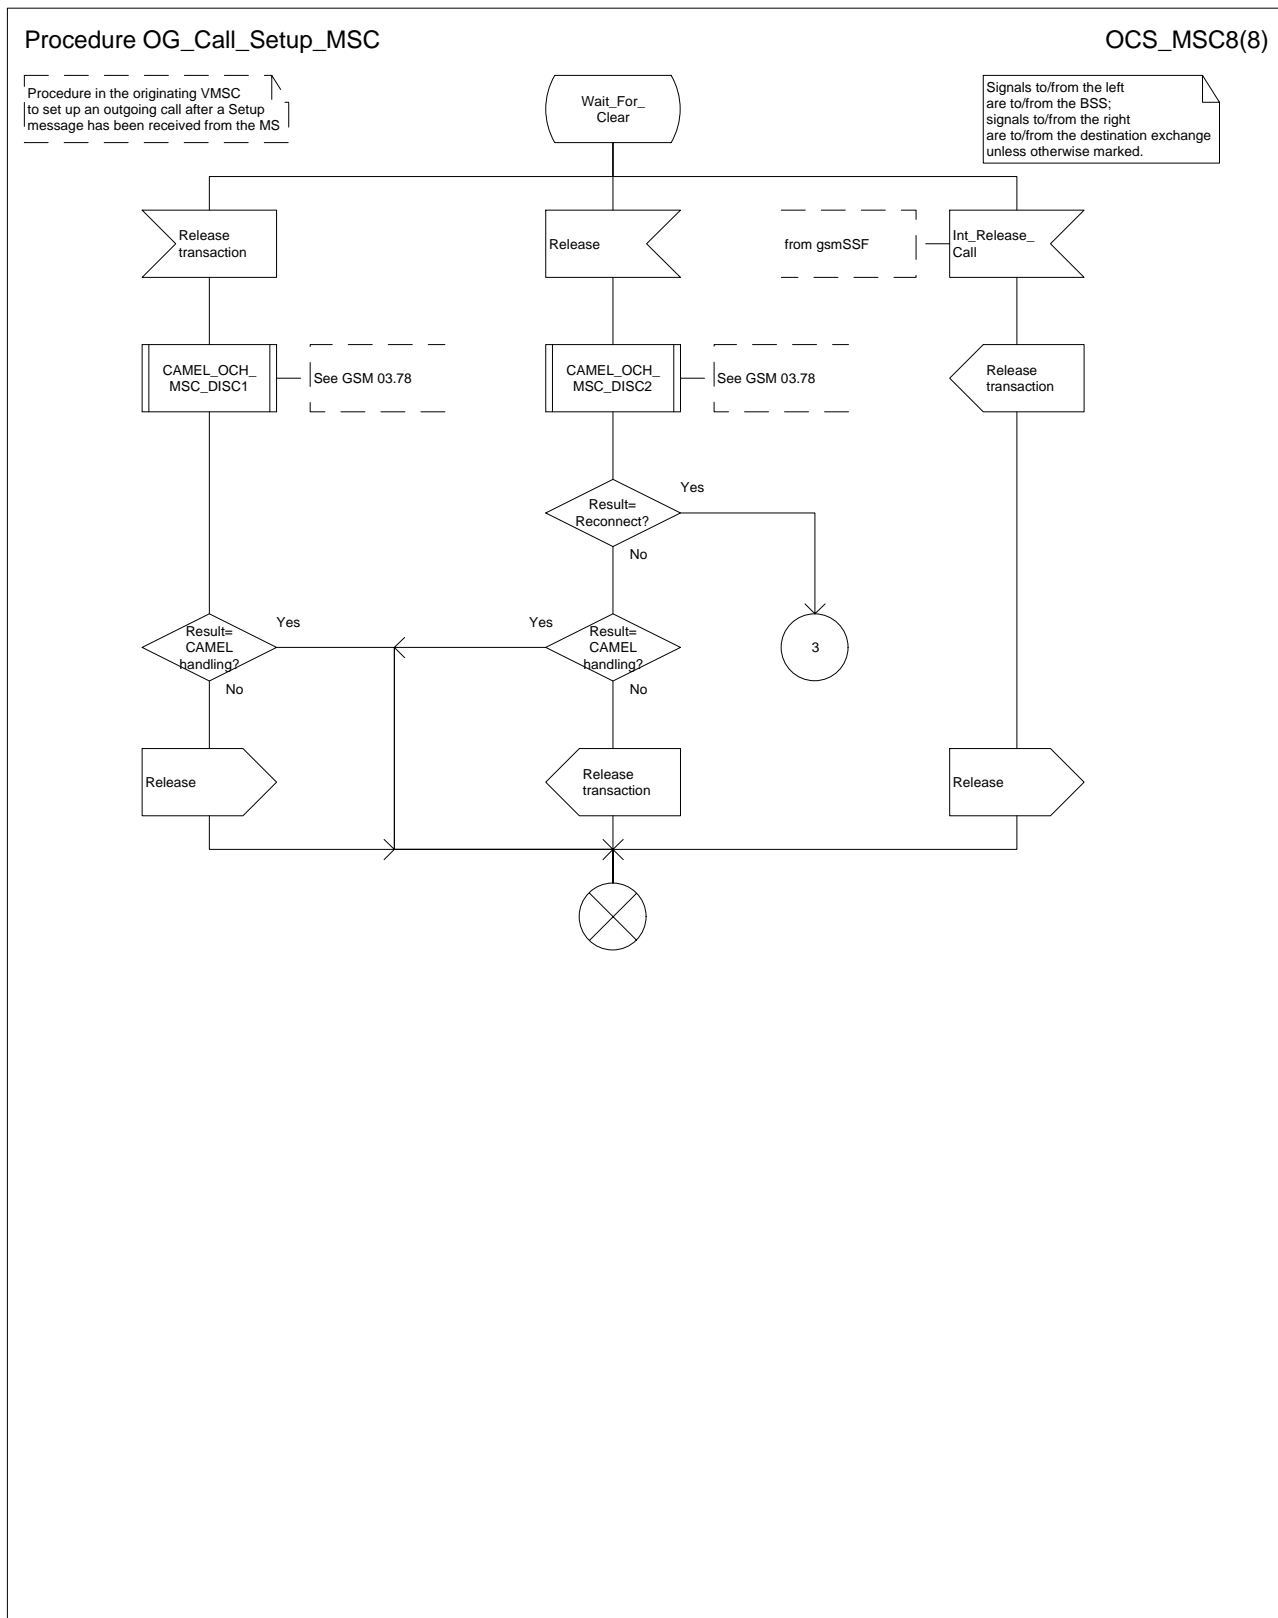 Procedure OG_Call_Setup_MSC
OCS_MSC8(8)
Procedure in the originating VMSC
to set up an outgoing call after a Setup
message has been received from the MS
Wait_For_
Clear
Signals to/from the left
are to/from the BSS;
signals to/from the right
are to/from the destination exchange
unless otherwise marked.
Release
transaction
Release
from gsmSSF
Int_Release_
Call
CAMEL_OCH_
MSC_DISC1
See GSM 03.78
CAMEL_OCH_
MSC_DISC2
See GSM 03.78
Release
transaction
Result=
Reconnect?
Yes
No
Result=
CAMEL
handling?
Yes
No
Yes
Result=
CAMEL
handling?
No
3
Release
Release
transaction
Release